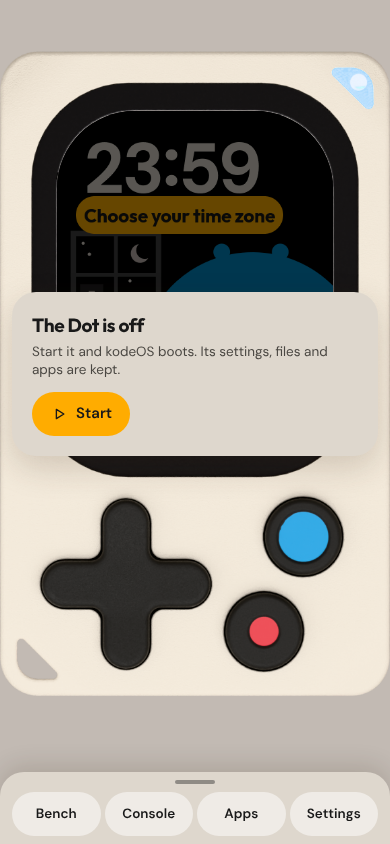 23:59
Choose your time zone
The Dot is off
Start it and kodeOS boots. Its settings, files and
apps are kept.
Start
Bench
Console
Apps
Settings